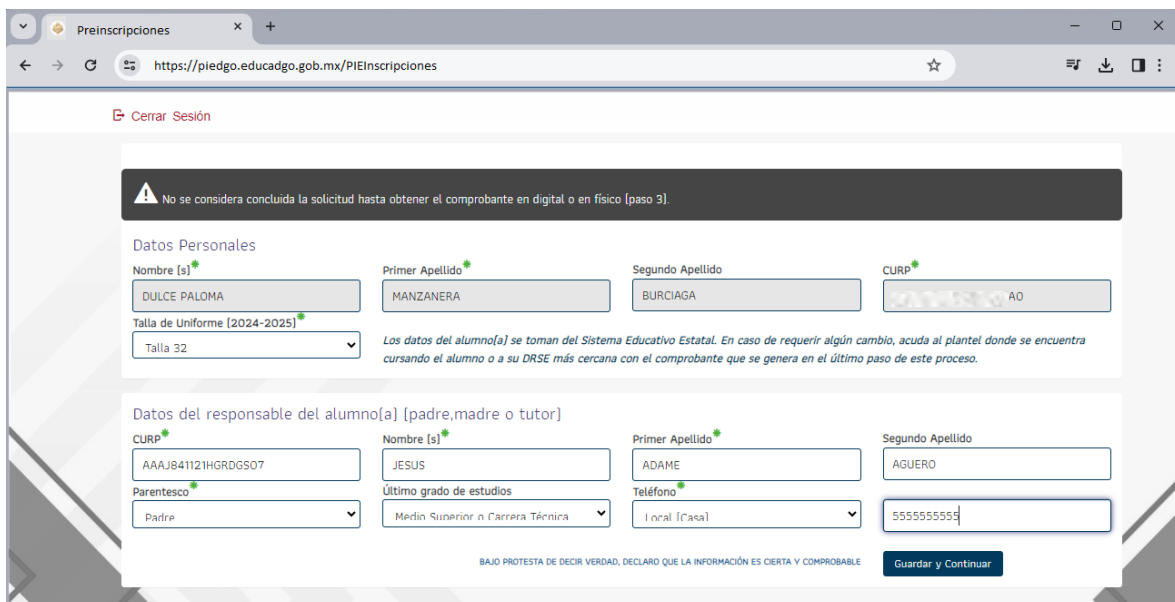 Preinscripciones
https://piedgo.educadgo.gob.mx/PIEInscripciones
Cerrar Sesión
No se considera concluida la solicitud hasta obtener el comprobante en digital o en físico [paso 3].
Datos Personales
Nombre [s]* Primer Apellido* Segundo Apellido CURP*
DULCE PALOMA MANZANERA BURCIAGA A0
Talla de Uniforme [2024-2025]*
Talla 32
Los datos del alumno[a] se toman del Sistema Educativo Estatal. En caso de requerir algún cambio, acuda al plantel donde se encuentra
cursando el alumno o a su DRSE más cercana con el comprobante que se genera en el último paso de este proceso.
Datos del responsable del alumno[a] [padre,madre o tutor]
CURP* Nombre [s]* Primer Apellido* Segundo Apellido
AAAJ841121HGRDGS07 JESUS ADAME AGUERO
Parentesco* Último grado de estudios Teléfono*
Padre Medio Superior o Carrera Técnica Local [Casa] 5555555555
BAJO PROTESTA DE DECIR VERDAD, DECLARO QUE LA INFORMACIÓN ES CIERTA Y COMPROBABLE Guardar y Continuar